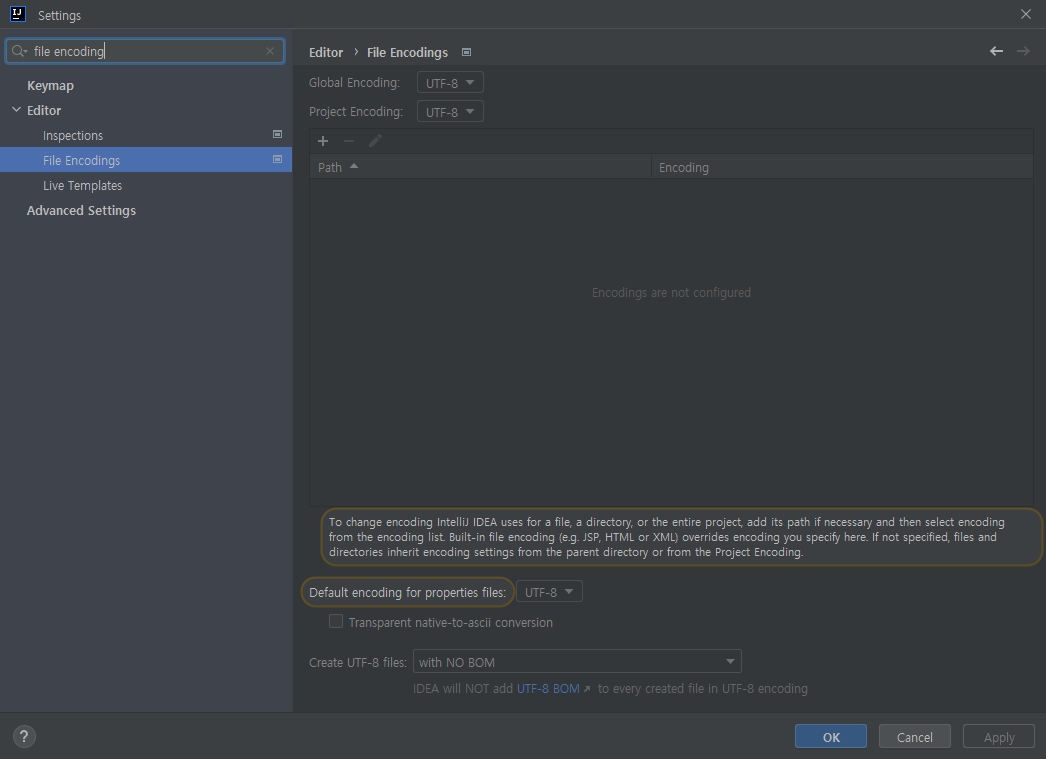 IJ
Settings
file encoding
Keymap
Editor
Inspections
File Encodings
Live Templates
Advanced Settings
Editor › File Encodings
Global Encoding: UTF-8
Project Encoding: UTF-8
Path Encoding
Encodings are not configured
To change encoding IntelliJ IDEA uses for a file, a directory, or the entire project, add its path if necessary and then select encoding
from the encoding list. Built-in file encoding (e.g. JSP, HTML or XML) overrides encoding you specify here. If not specified, files and
directories inherit encoding settings from the parent directory or from the Project Encoding.
Default encoding for properties files: UTF-8
Transparent native-to-ascii conversion
Create UTF-8 files: with NO BOM
IDEA will NOT add UTF-8 BOM ↗ to every created file in UTF-8 encoding
? OK Cancel Apply